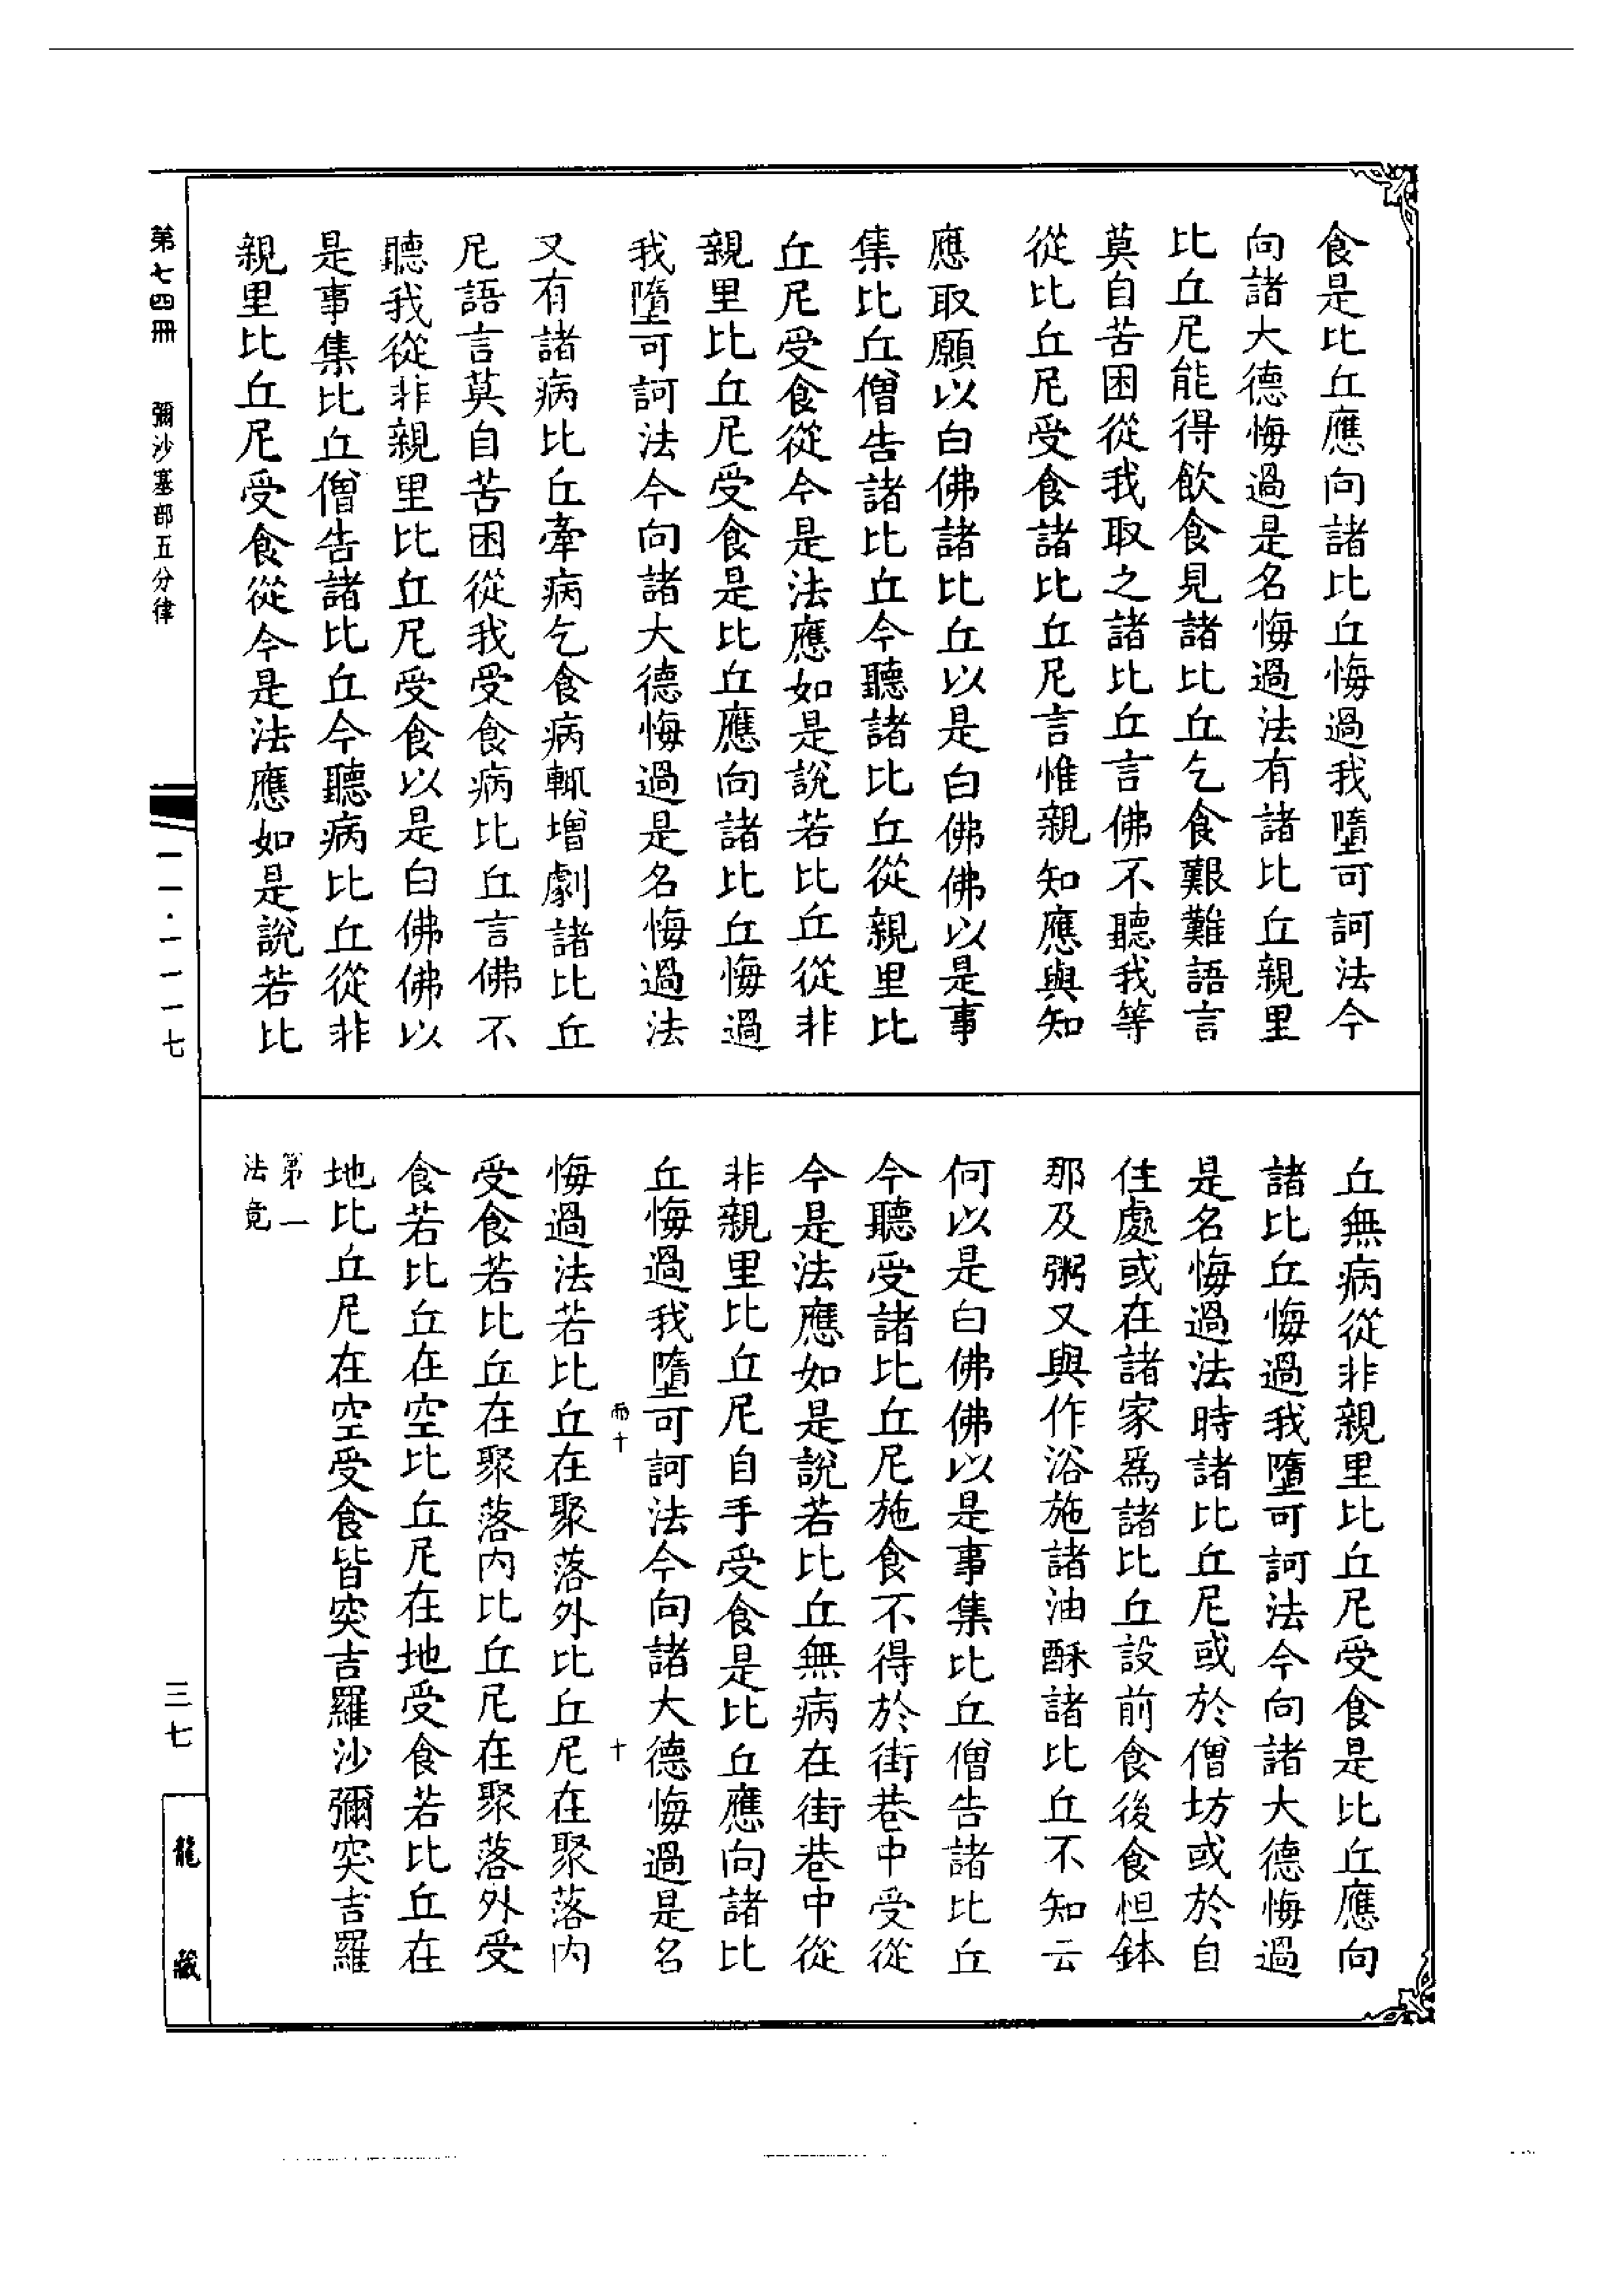 食是比丘應向諸比丘悔過我墮可訶法今
向諸大德悔過是名悔過法有諸比丘親里
比丘尼能得飲食見諸比丘乞食艱難語言
莫自苦困從我取之諸比丘言佛不聽我等
從比丘尼受食諸比丘尼言惟親知應與知
應取願以白佛諸比丘以是白佛佛以是事
集比丘僧告諸比丘今聽諸比丘從親里比
丘尼受食從今是法應如是說若比丘從非
親里比丘尼受食是比丘應向諸比丘悔過
我墮可訶法今向諸大德悔過是名悔過法
又有諸病比丘牽病乞食病輒增劇諸比丘
尼語言莫自苦困從我受食病比丘言佛不
聽我從非親里比丘尼受食以是白佛佛以
是事集比丘僧告諸比丘今聽病比丘從非
親里比丘尼受食從今是法應如是說若比
丘無病從非親里比丘尼受食是比丘應向
諸比丘悔過我墮可訶法今向諸大德悔過
是名悔過法時諸比丘尼或於僧坊或於自
住處或在諸家爲諸比丘設前食後食怛鉢
那及粥又與作浴施諸油酥諸比丘不知云
何以是白佛佛以是事集比丘僧告諸比丘
今聽受諸比丘尼施食不得於街巷中受從
今是法應如是說若比丘無病在街巷中從
非親里比丘尼自手受食是比丘應向諸比
丘悔過我墮可訶法今向諸大德悔過是名
悔過法若比丘在聚落外比丘尼在聚落內
受食若比丘在聚落內比丘尼在聚落外受
食若比丘在空比丘尼在地受食若比丘在
地比丘尼在空受食皆突吉羅沙彌突吉羅
第一
法竟
而十
十
第七四冊 彌沙塞部五分律
一一·一一一七
三七
龍藏